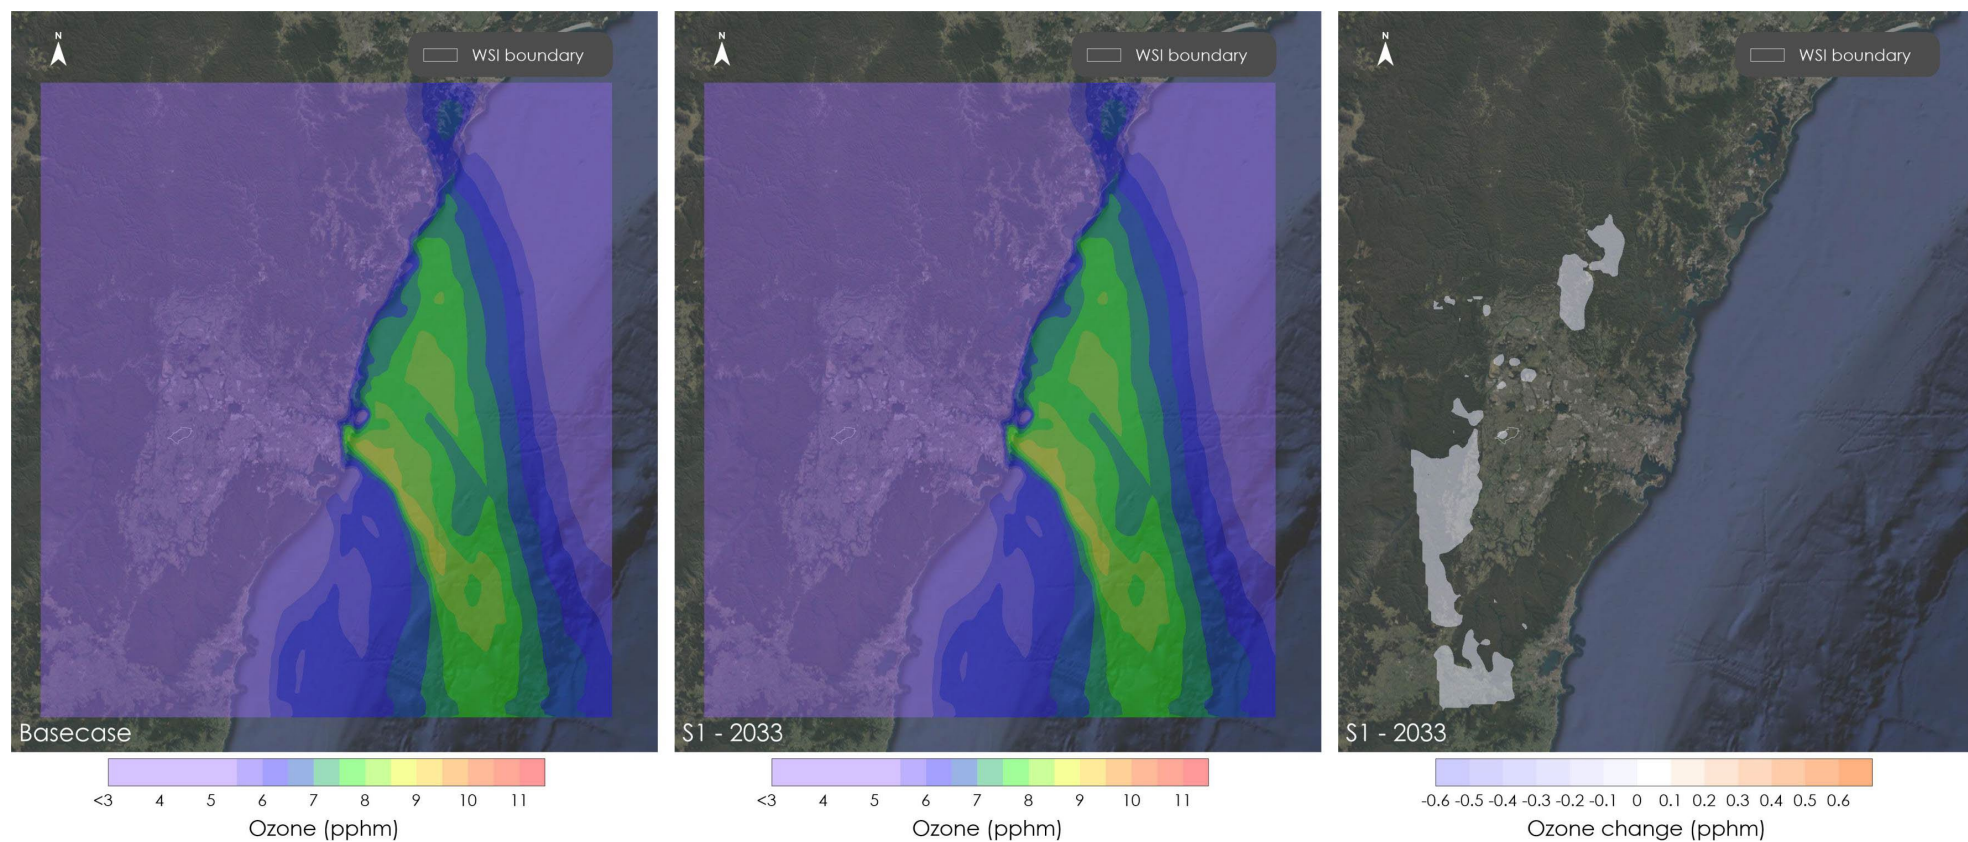 N
WSI boundary
Basecase
<3 4 5 6 7 8 9 10 11
Ozone (pphm)
N
WSI boundary
S1 - 2033
<3 4 5 6 7 8 9 10 11
Ozone (pphm)
N
WSI boundary
S1 - 2033
-0.6 -0.5 -0.4 -0.3 -0.2 -0.1 0 0.1 0.2 0.3 0.4 0.5 0.6
Ozone change (pphm)